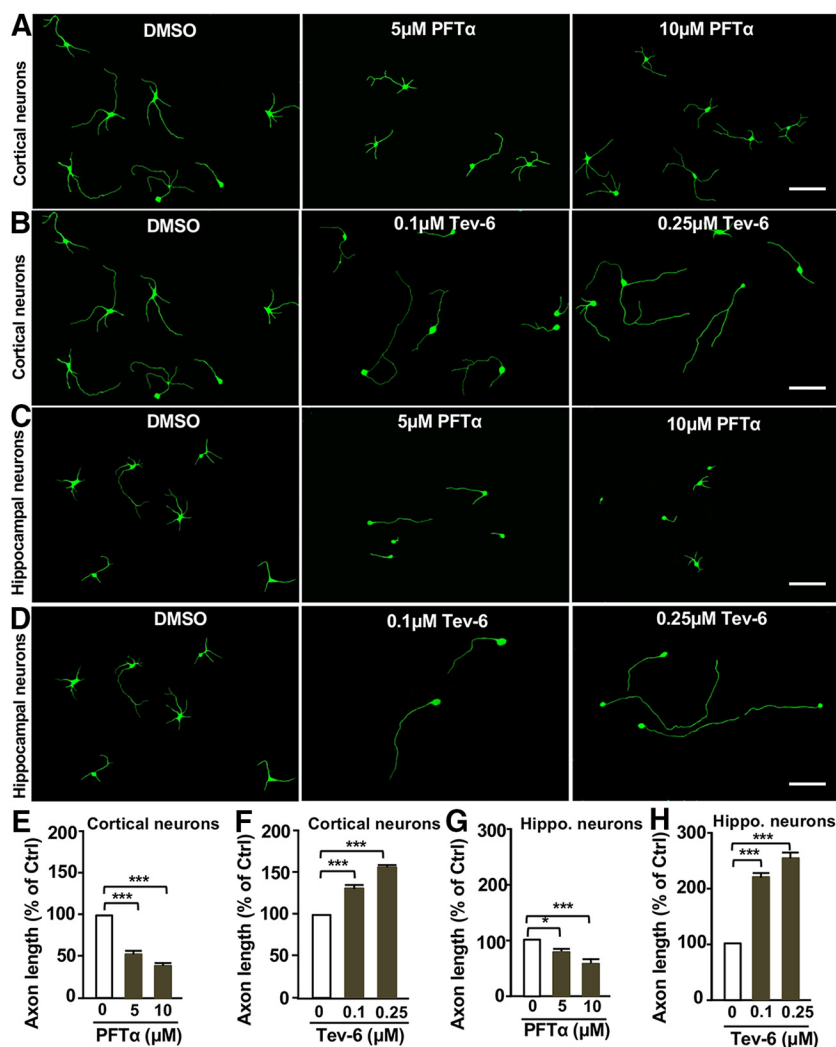 A
Cortical neurons
DMSO
5μM PFTα
10μM PFTα
B
Cortical neurons
DMSO
0.1μM Tev-6
0.25μM Tev-6
C
Hippocampal neurons
DMSO
5μM PFTα
10μM PFTα
D
Hippocampal neurons
DMSO
0.1μM Tev-6
0.25μM Tev-6
E
Cortical neurons
Axon length (% of Ctrl)
200
150
100
50
0
***
***
0 5 10
PFTα (μM)
F
Cortical neurons
Axon length (% of Ctrl)
200
150
100
50
0
***
***
0 0.1 0.25
Tev-6 (μM)
G
Hippo. neurons
Axon length (% of Ctrl)
300
200
100
0
***
*
0 5 10
PFTα (μM)
H
Hippo. neurons
Axon length (% of Ctrl)
300
200
100
0
***
***
0 0.1 0.25
Tev-6 (μM)